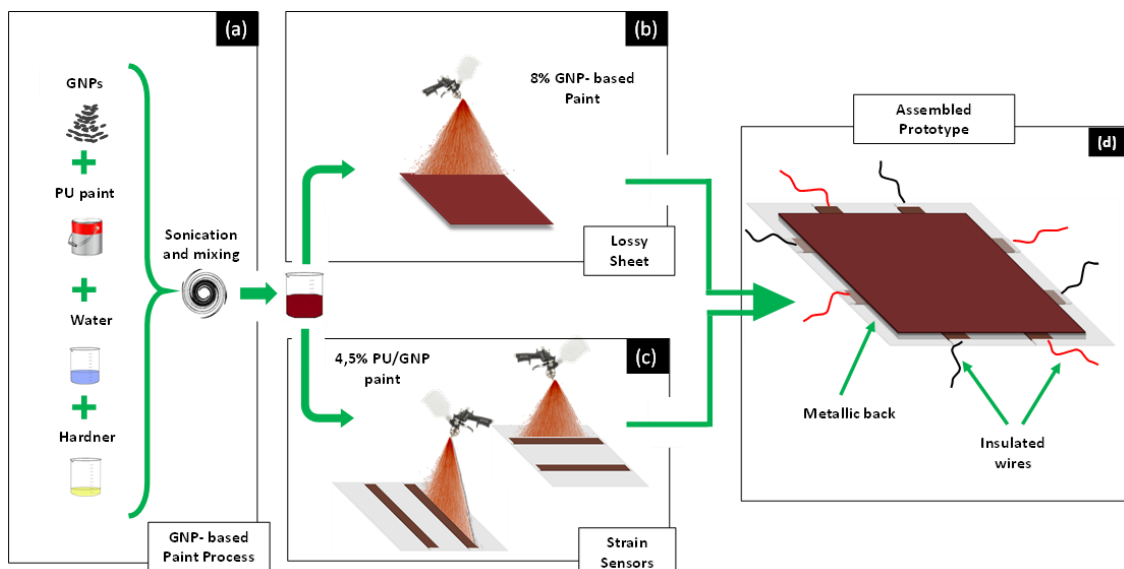 (a)
GNPs
PU paint
Water
Hardner
Sonication
and mixing
GNP- based
Paint Process
(b)
8% GNP- based
Paint
Lossy
Sheet
(c)
4,5% PU/GNP
paint
Strain
Sensors
Assembled
Prototype
(d)
Metallic back
Insulated
wires